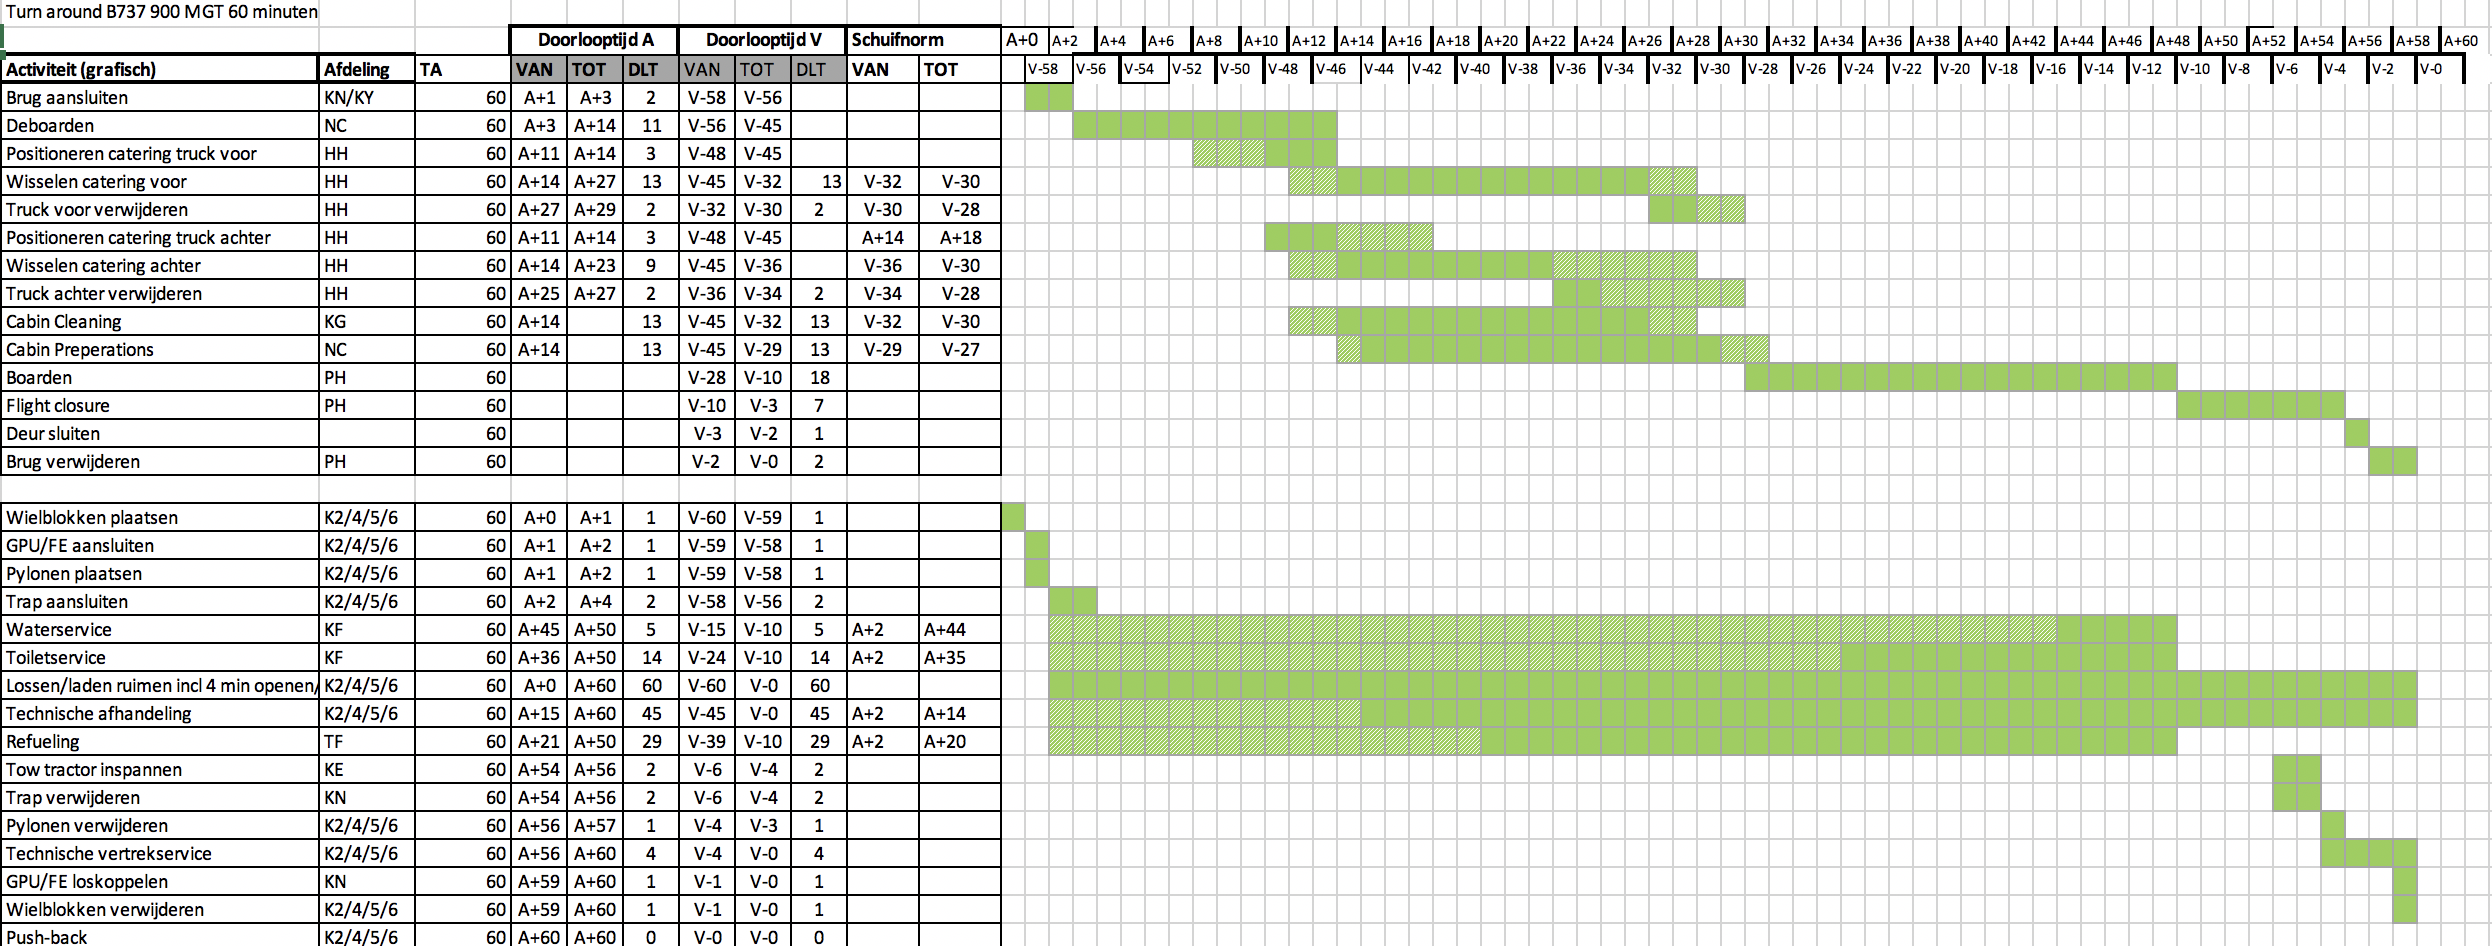 Turn around B737 900 MGT 60 minuten
Doorlooptijd A Doorlooptijd V Schuifnorm A+0 A+2 A+4 A+6 A+8 A+10 A+12 A+14 A+16 A+18 A+20 A+22 A+24 A+26 A+28 A+30 A+32 A+34 A+36 A+38 A+40 A+42 A+44 A+46 A+48 A+50 A+52 A+54 A+56 A+58 A+60
Activiteit (grafisch) Afdeling TA VAN TOT DLT VAN TOT DLT VAN TOT V-58 V-56 V-54 V-52 V-50 V-48 V-46 V-44 V-42 V-40 V-38 V-36 V-34 V-32 V-30 V-28 V-26 V-24 V-22 V-20 V-18 V-16 V-14 V-12 V-10 V-8 V-6 V-4 V-2 V-0
Brug aansluiten KN/KY 60 A+1 A+3 2 V-58 V-56
Deboarden NC 60 A+3 A+14 11 V-56 V-45
Positioneren catering truck voor HH 60 A+11 A+14 3 V-48 V-45
Wisselen catering voor HH 60 A+14 A+27 13 V-45 V-32 13 V-32 V-30
Truck voor verwijderen HH 60 A+27 A+29 2 V-32 V-30 2 V-30 V-28
Positioneren catering truck achter HH 60 A+11 A+14 3 V-48 V-45 A+14 A+18
Wisselen catering achter HH 60 A+14 A+23 9 V-45 V-36 V-36 V-30
Truck achter verwijderen HH 60 A+25 A+27 2 V-36 V-34 2 V-34 V-28
Cabin Cleaning KG 60 A+14 13 V-45 V-32 13 V-32 V-30
Cabin Preperations NC 60 A+14 13 V-45 V-29 13 V-29 V-27
Boarden PH 60 V-28 V-10 18
Flight closure PH 60 V-10 V-3 7
Deur sluiten 60 V-3 V-2 1
Brug verwijderen PH 60 V-2 V-0 2
Wielblokken plaatsen K2/4/5/6 60 A+0 A+1 1 V-60 V-59 1
GPU/FE aansluiten K2/4/5/6 60 A+1 A+2 1 V-59 V-58 1
Pylonen plaatsen K2/4/5/6 60 A+1 A+2 1 V-59 V-58 1
Trap aansluiten K2/4/5/6 60 A+2 A+4 2 V-58 V-56 2
Waterservice KF 60 A+45 A+50 5 V-15 V-10 5 A+2 A+44
Toiletservice KF 60 A+36 A+50 14 V-24 V-10 14 A+2 A+35
Lossen/laden ruimen incl 4 min openen/ K2/4/5/6 60 A+0 A+60 60 V-60 V-0 60
Technische afhandeling K2/4/5/6 60 A+15 A+60 45 V-45 V-0 45 A+2 A+14
Refueling TF 60 A+21 A+50 29 V-39 V-10 29 A+2 A+20
Tow tractor inspannen KE 60 A+54 A+56 2 V-6 V-4 2
Trap verwijderen KN 60 A+54 A+56 2 V-6 V-4 2
Pylonen verwijderen K2/4/5/6 60 A+56 A+57 1 V-4 V-3 1
Technische vertrekservice K2/4/5/6 60 A+56 A+60 4 V-4 V-0 4
GPU/FE loskoppelen KN 60 A+59 A+60 1 V-1 V-0 1
Wielblokken verwijderen K2/4/5/6 60 A+59 A+60 1 V-1 V-0 1
Push-back K2/4/5/6 60 A+60 A+60 0 V-0 V-0 0